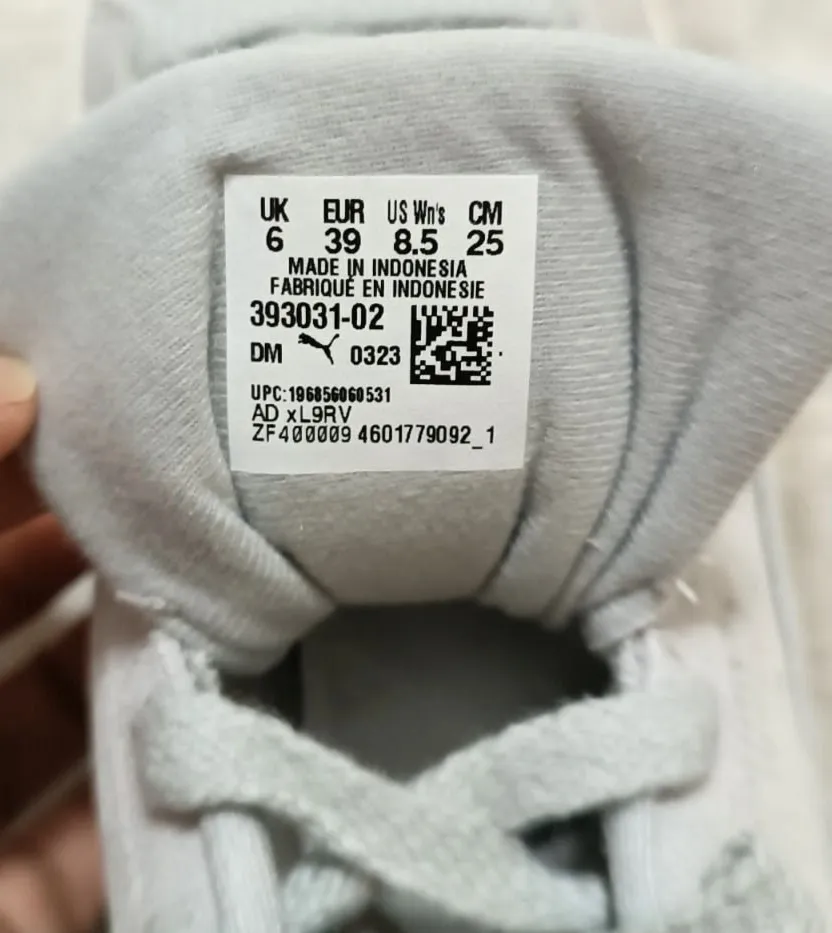 UK EUR US Wn's CM
6 39 8.5 25
MADE IN INDONESIA
FABRIQUÉ EN INDONESIE
393031-02
DM 0323
UPC:196856060531
AD xL9RV
ZF400009 4601779092_1